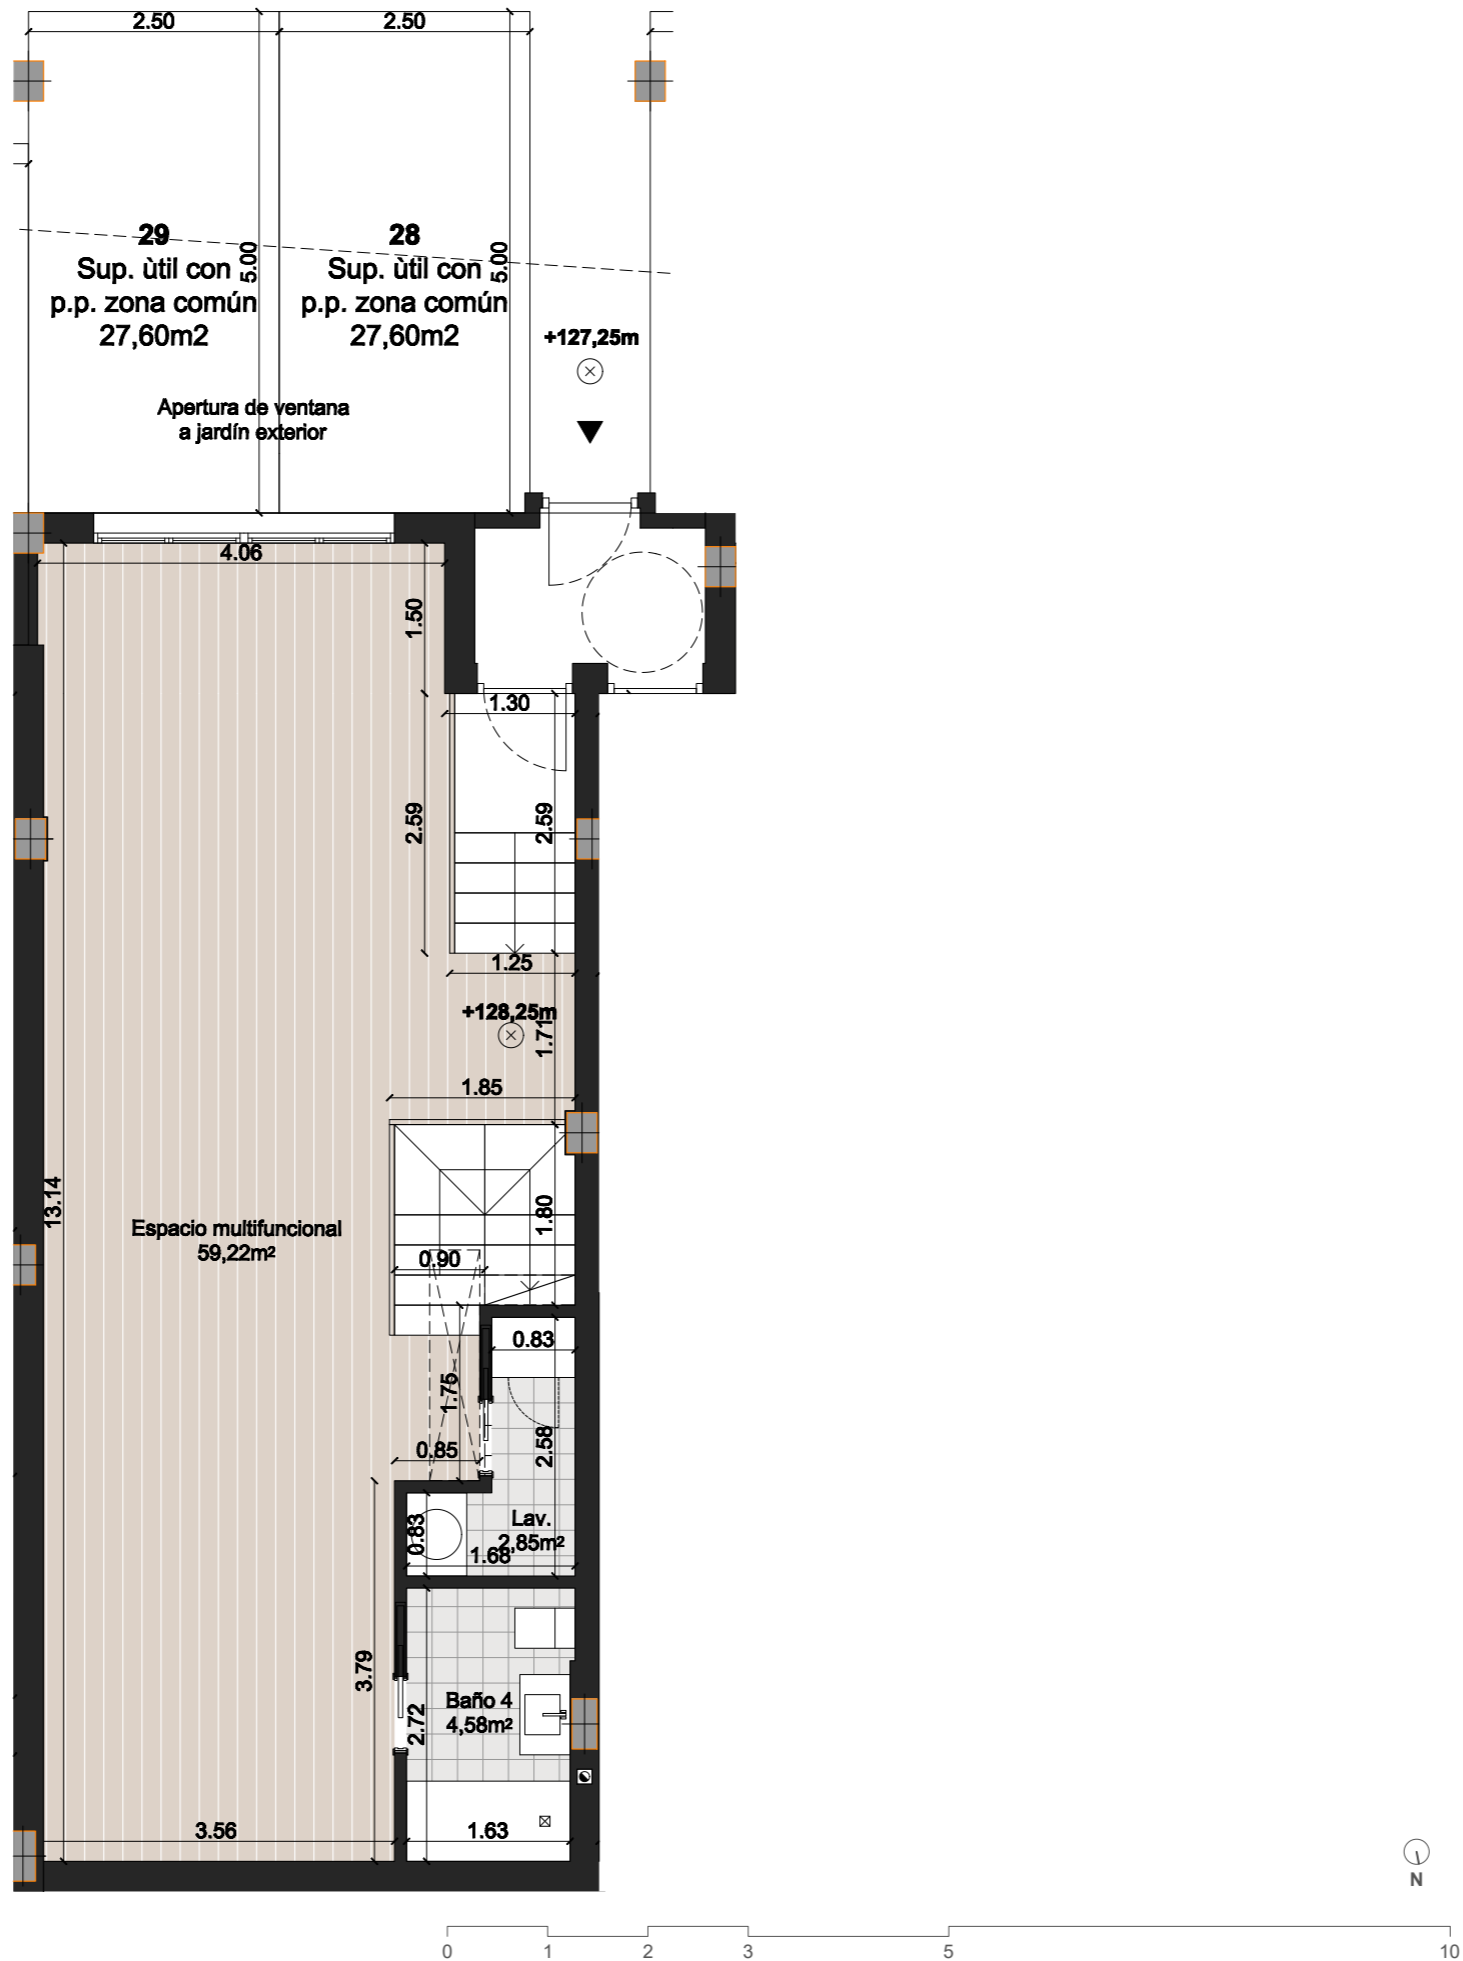 2.50
2.50
29
Sup. ùtil con
p.p. zona común
27,60m2
5.00
28
Sup. ùtil con
p.p. zona común
27,60m2
5.00
+127,25m
Apertura de ventana
a jardín exterior
4.06
1.50
1.30
2.59
2.59
1.25
+128,25m
1.71
1.85
13.14
1.80
Espacio multifuncional
59,22m²
0.90
0.83
1.75
2.58
0.85
0.83
Lav.
2,85m²
1.68
3.79
Baño 4
4,58m²
2.72
3.56
1.63
N
0 1 2 3 5 10